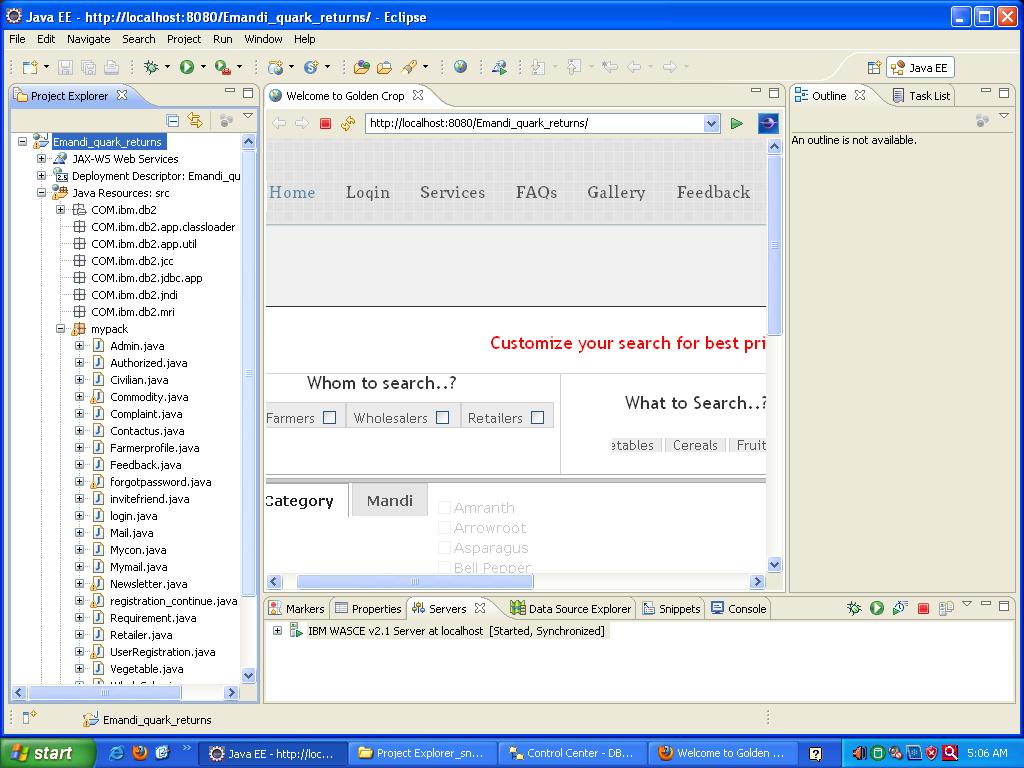 Java EE - http://localhost:8080/Emandi_quark_returns/ - Eclipse
File Edit Navigate Search Project Run Window Help
Java EE
Project Explorer
Emandi_quark_returns
JAX-WS Web Services
Deployment Descriptor: Emandi_qu
Java Resources: src
COM.ibm.db2
COM.ibm.db2.app.classloader
COM.ibm.db2.app.util
COM.ibm.db2.jcc
COM.ibm.db2.jdbc.app
COM.ibm.db2.jndi
COM.ibm.db2.mri
mypack
Admin.java
Authorized.java
Civilian.java
Commodity.java
Complaint.java
Contactus.java
Farmerprofile.java
Feedback.java
forgotpassword.java
invitefriend.java
login.java
Mail.java
Mycon.java
Mymail.java
Newsletter.java
registration_continue.java
Requirement.java
Retailer.java
UserRegistration.java
Vegetable.java
Welcome to Golden Crop
http://localhost:8080/Emandi_quark_returns/
Home Login Services FAQs Gallery Feedback
Customize your search for best pri
Whom to search..?
Farmers Wholesalers Retailers
What to Search..?
etables Cereals Fruit
Category Mandi
Amranth
Arrowroot
Asparagus
Bell Pepper
Outline Task List
An outline is not available.
Markers Properties Servers Data Source Explorer Snippets Console
IBM WASCE v2.1 Server at localhost [Started, Synchronized]
Emandi_quark_returns
start Java EE - http://loc... Project Explorer_sn... Control Center - DB... Welcome to Golden ... 5:06 AM